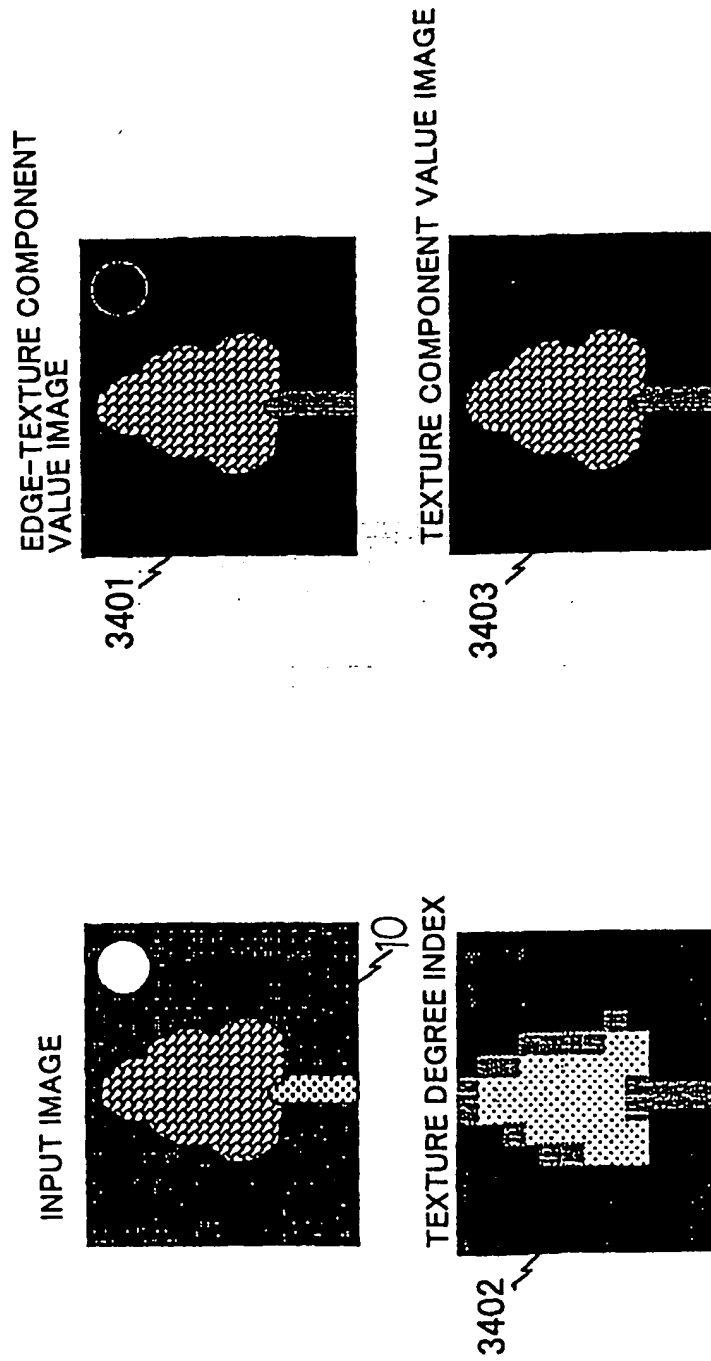 INPUT IMAGE
10
EDGE-TEXTURE COMPONENT
VALUE IMAGE
3401
TEXTURE DEGREE INDEX
3402
TEXTURE COMPONENT VALUE IMAGE
3403